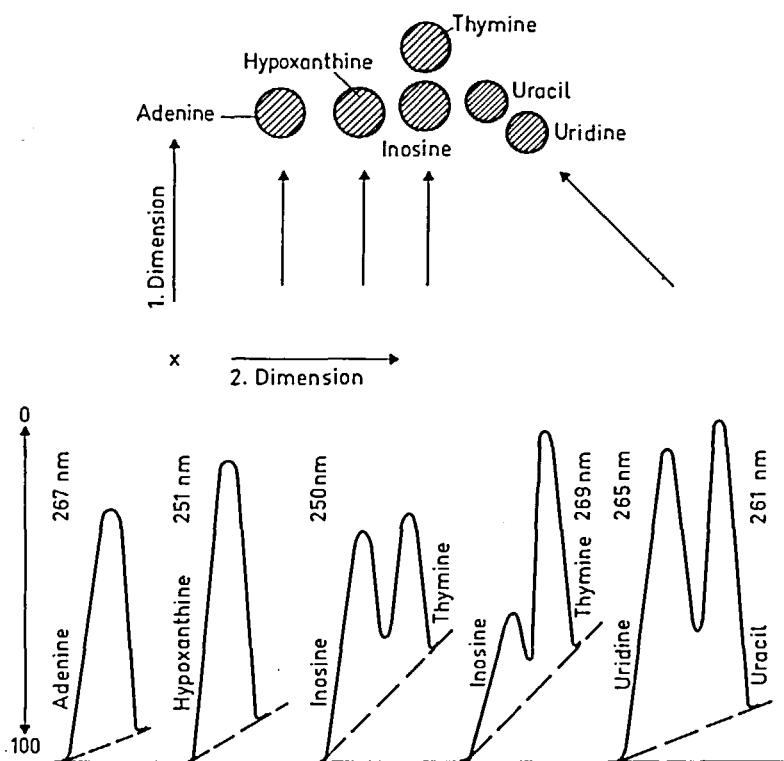 Thymine
Hypoxanthine
Uracil
Adenine
Uridine
Inosine
1. Dimension
x
2. Dimension
0
267 nm
251 nm
250nm
269 nm
265 nm
261 nm
Adenine
Hypoxanthine
Inosine
Thymine
Inosine
Thymine
Uridine
Uracil
100